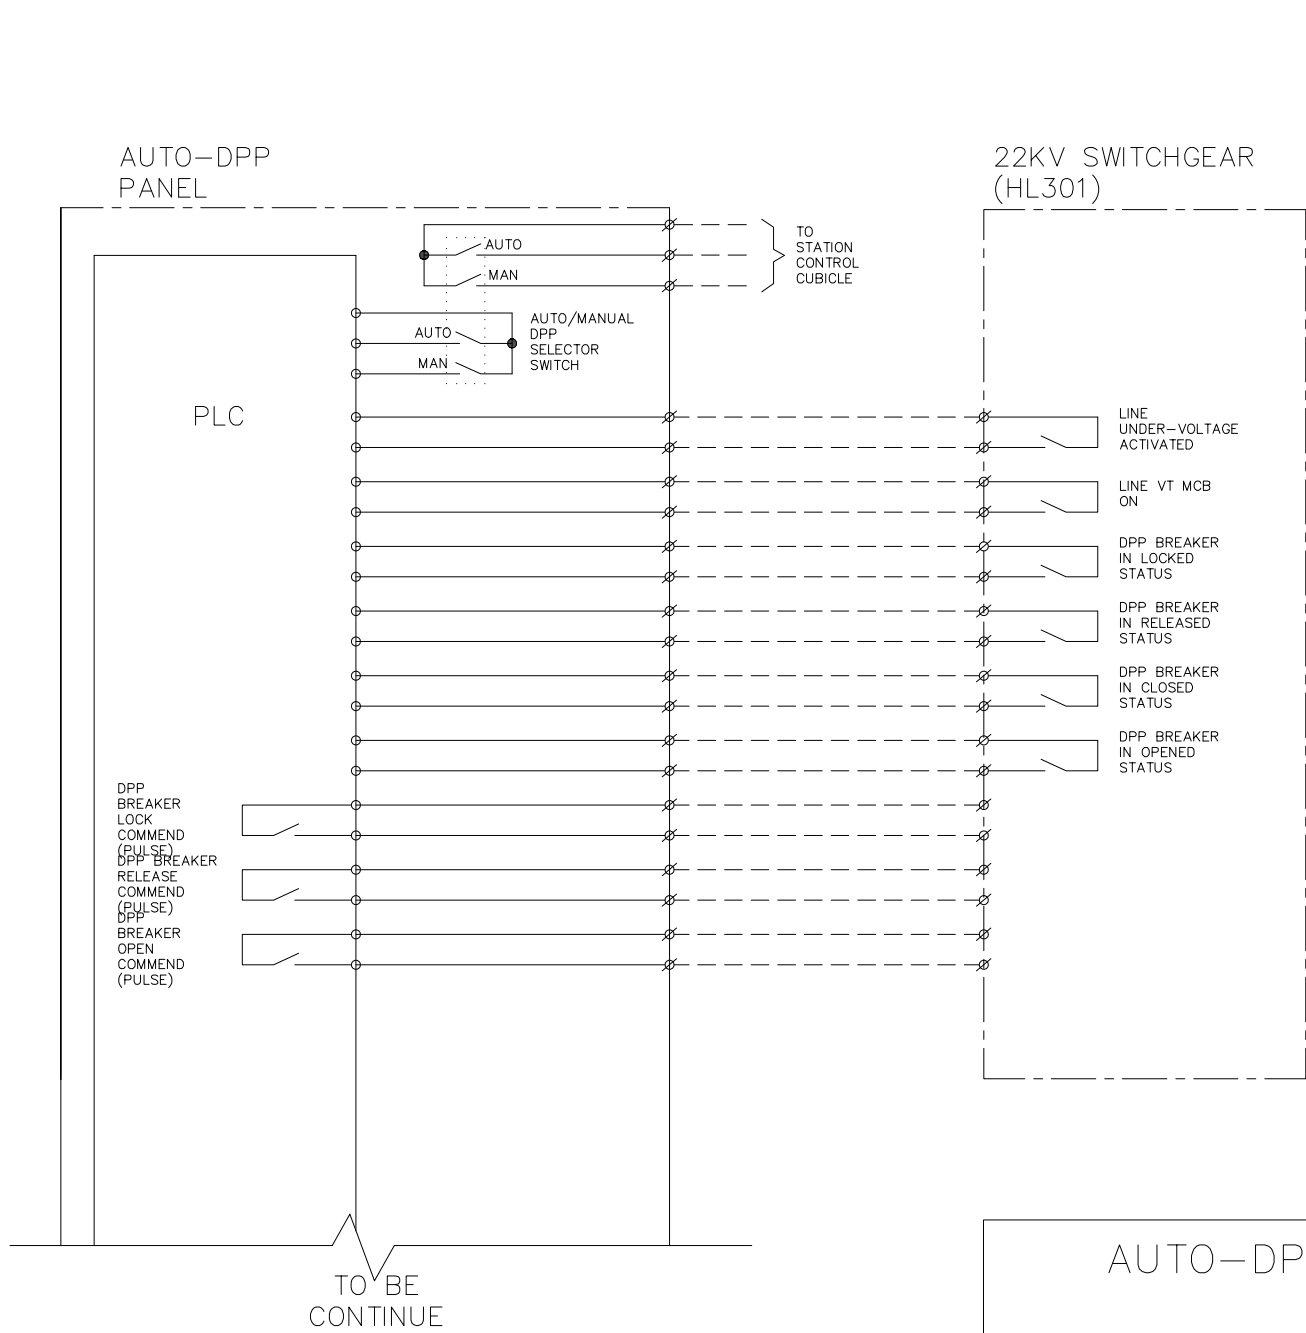 AUTO-DPP
PANEL
22KV SWITCHGEAR
(HL301)
AUTO
MAN
TO
STATION
CONTROL
CUBICLE
AUTO
MAN
AUTO/MANUAL
DPP
SELECTOR
SWITCH
PLC
LINE
UNDER-VOLTAGE
ACTIVATED
LINE VT MCB
ON
DPP BREAKER
IN LOCKED
STATUS
DPP BREAKER
IN RELEASED
STATUS
DPP BREAKER
IN CLOSED
STATUS
DPP BREAKER
IN OPENED
STATUS
DPP
BREAKER
LOCK
COMMEND
(PULSE)
DPP BREAKER
RELEASE
COMMEND
(PULSE)
DPP
BREAKER
OPEN
COMMEND
(PULSE)
TO BE
CONTINUE
AUTO-DP